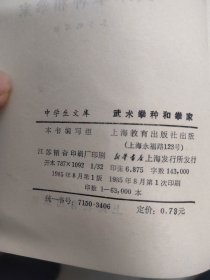 中学生文库 武术拳种和拳家
本书编写组 上海教育出版社出版
(上海永福路123号)
江苏镇省印刷厂印刷 新华书店上海发行所发行
开本787×1092 1/32 印张6.875 字数143,000
1985年8月第1版 1985年8月第1次印刷
印数1—63,000本
统一书号：7150·3406 定价：0.73元